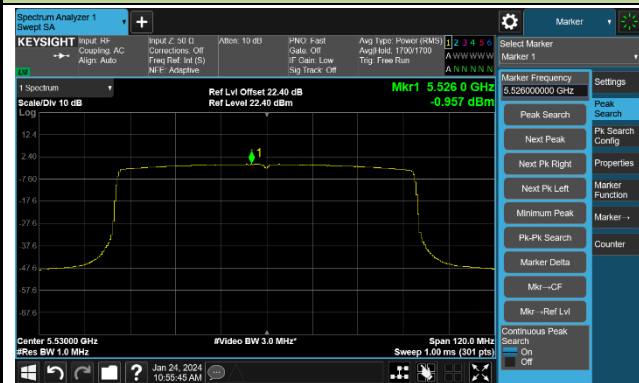 Spectrum Analyzer 1
Swept SA
Marker
KEYSIGHT
Input: RF
Coupling: AC
Align: Auto
Input Z: 50 Ω
Corrections: Off
Freq Ref: Int (S)
NFE: Adaptive
Atten: 10 dB
PNO: Fast
Gate: Off
IF Gain: Low
Sig Track: Off
Avg Type: Power (RMS)
Avg|Hold: 1700/1700
Trig: Free Run
1 2 3 4 5 6
A W W W W W
A N N N N N
LV
Select Marker
Marker 1
1 Spectrum
Scale/Div 10 dB
Log
Ref Lvl Offset 22.40 dB
Ref Level 22.40 dBm
Mkr1 5.526 0 GHz
-0.957 dBm
12.4
2.40
-7.60
-17.6
-27.6
-37.6
-47.6
-57.6
-67.6
1
Center 5.53000 GHz
#Res BW 1.0 MHz
#Video BW 3.0 MHz*
Span 120.0 MHz
Sweep 1.00 ms (301 pts)
Marker Frequency
5.526000000 GHz
Peak Search
Next Peak
Next Pk Right
Next Pk Left
Minimum Peak
Pk-Pk Search
Marker Delta
Mkr→CF
Mkr→Ref Lvl
Continuous Peak
Search
On
Off
Settings
Peak
Search
Pk Search
Config
Properties
Marker
Function
Marker→
Counter
Jan 24, 2024
10:55:45 AM